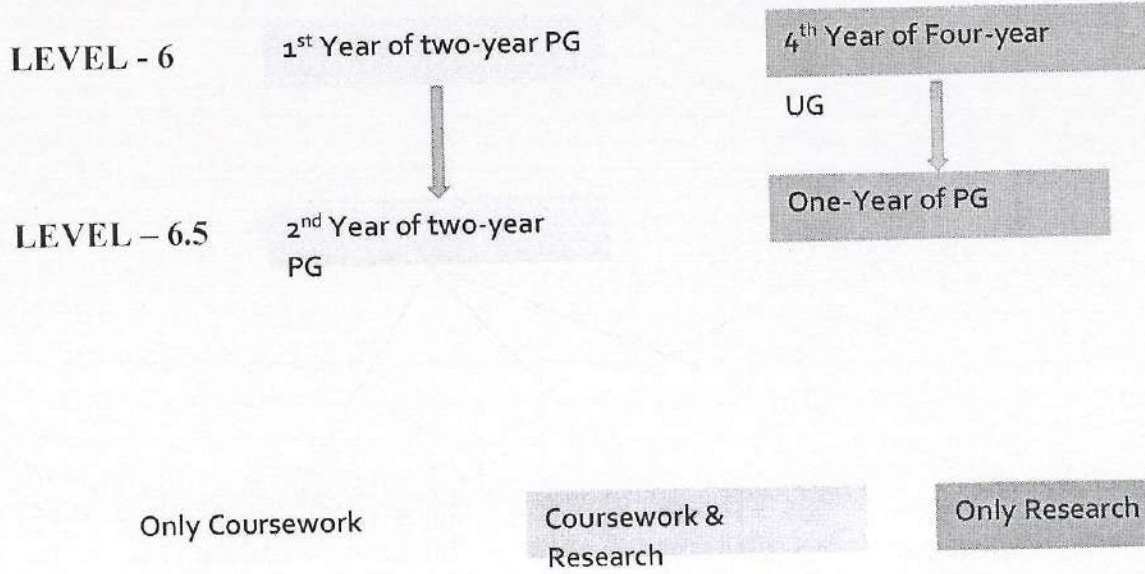 LEVEL - 6
1st Year of two-year PG
4th Year of Four-year
UG
LEVEL – 6.5
2nd Year of two-year
PG
One-Year of PG
Only Coursework
Coursework &
Research
Only Research